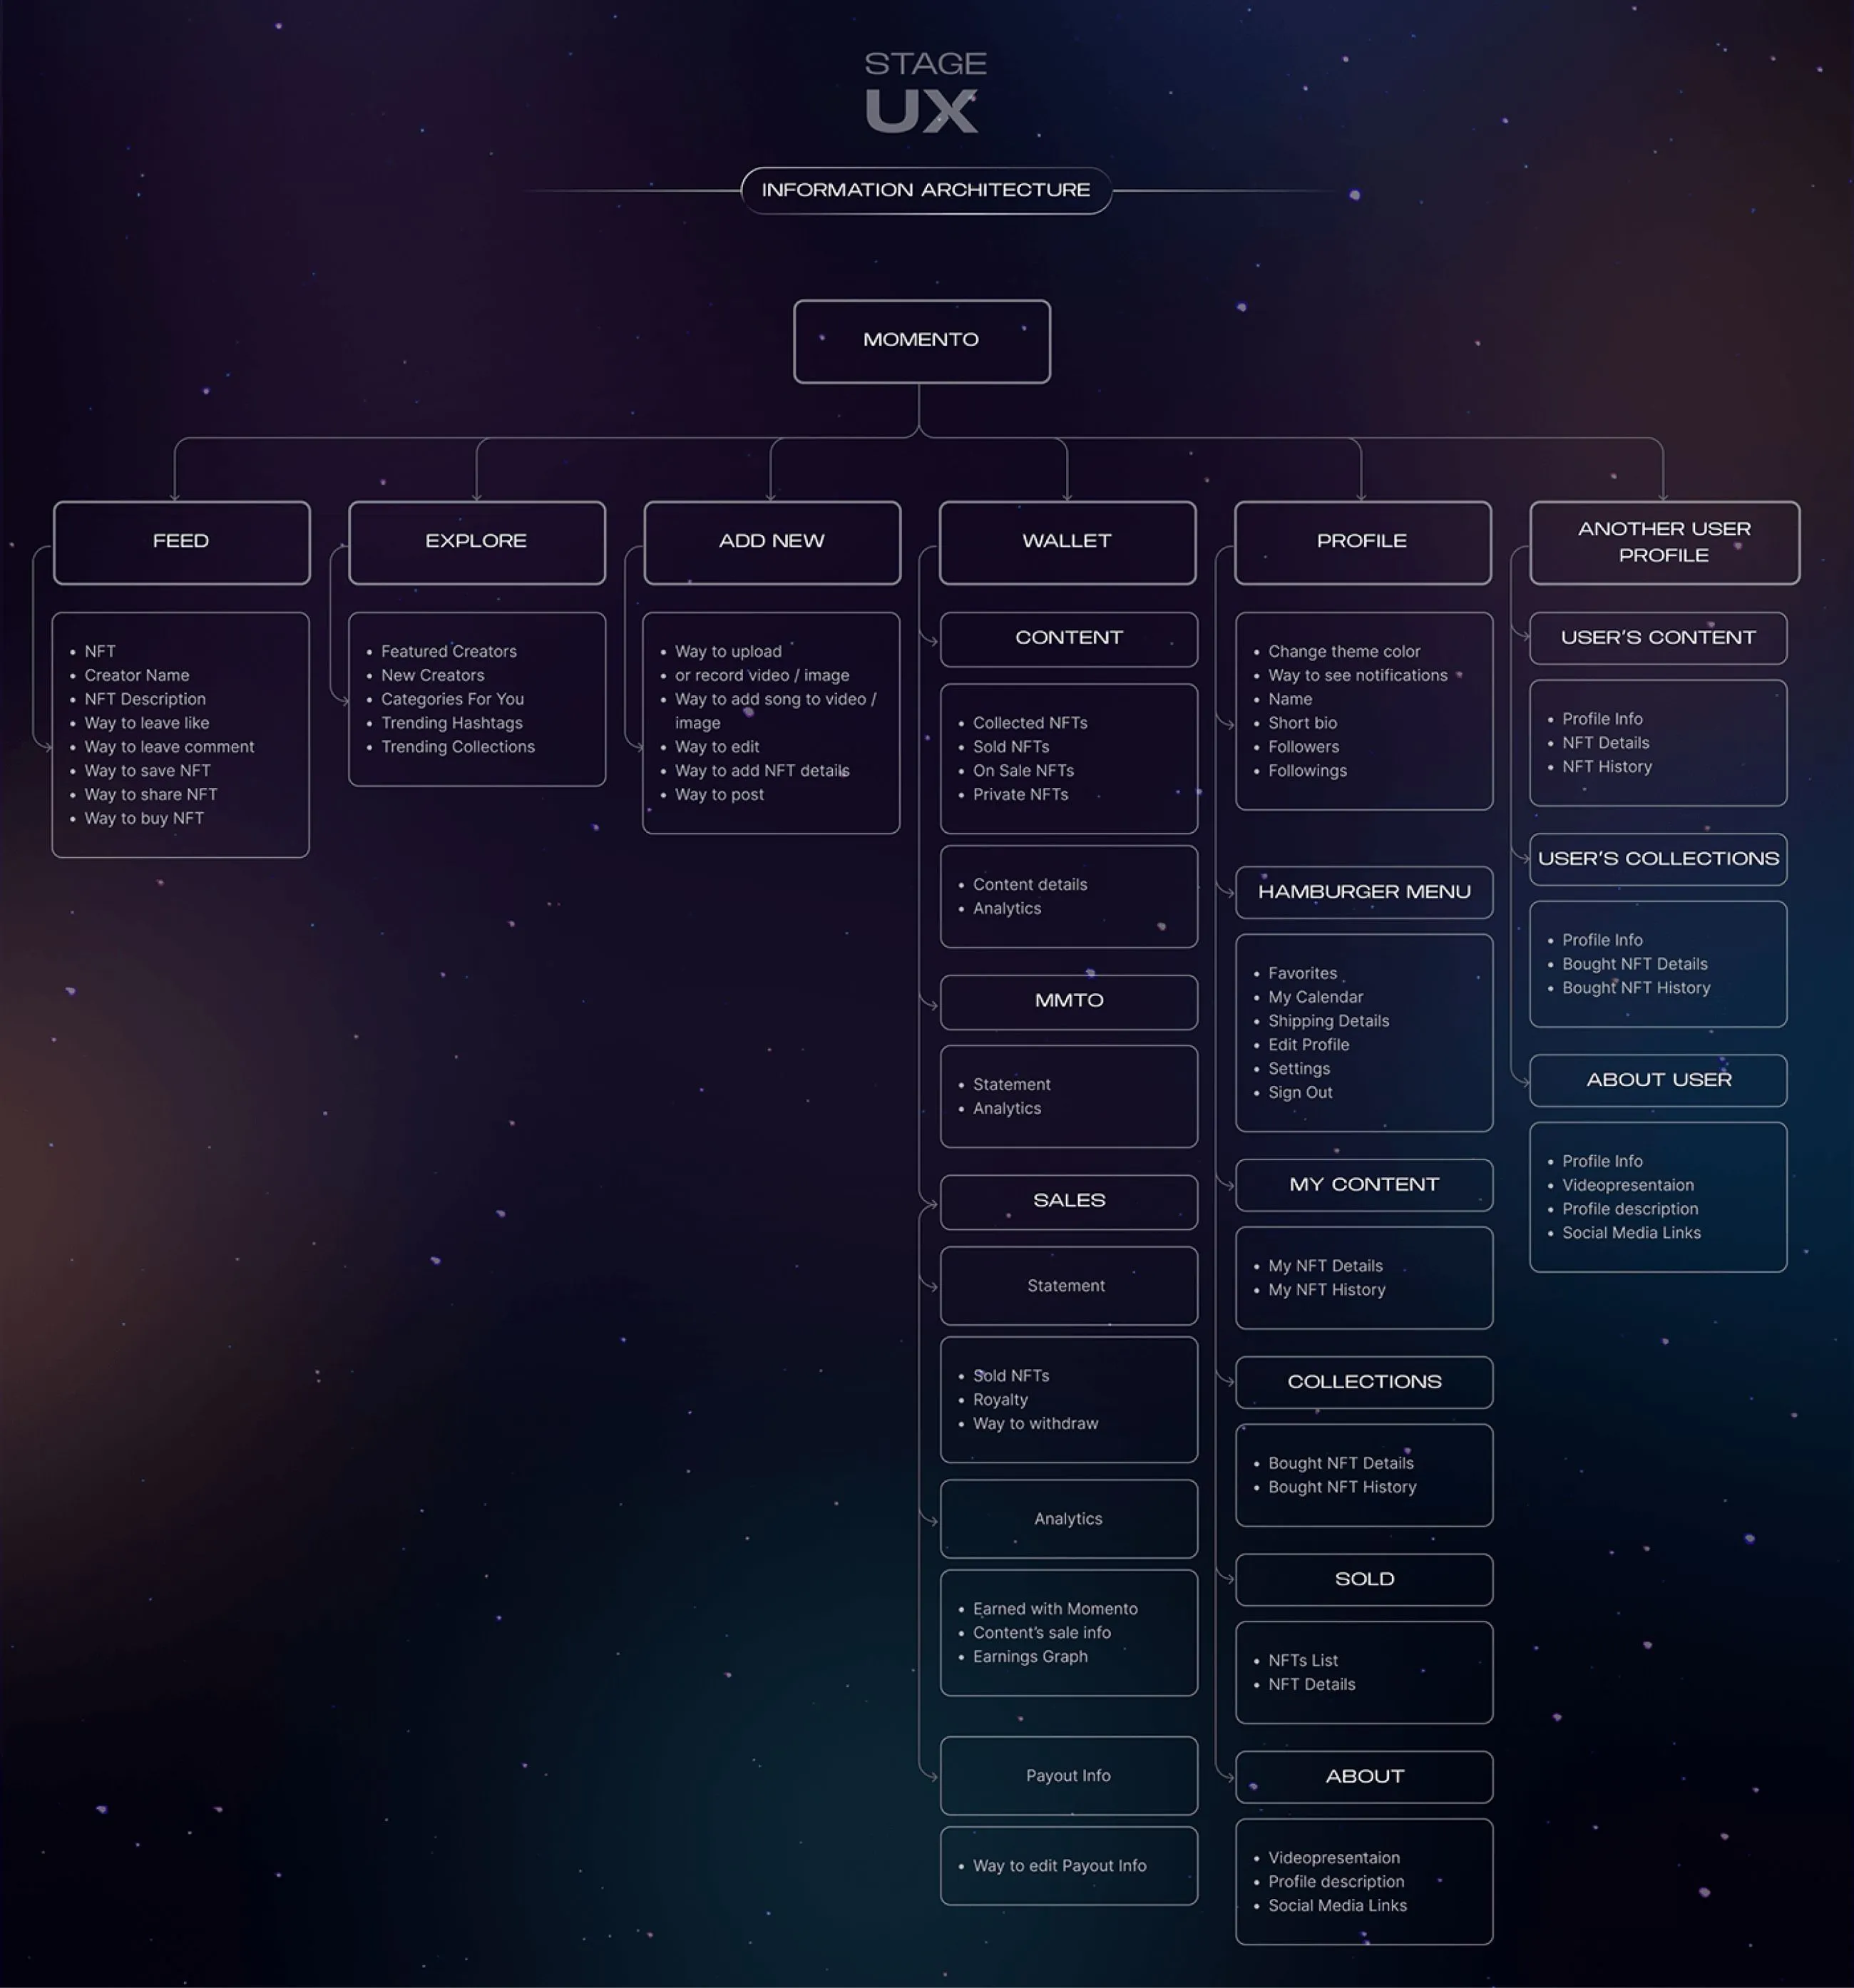 STAGE
UX
INFORMATION ARCHITECTURE
MOMENTO
FEED
NFT
Creator Name
NFT Description
Way to leave like
Way to leave comment
Way to save NFT
Way to share NFT
Way to buy NFT
EXPLORE
Featured Creators
New Creators
Categories For You
Trending Hashtags
Trending Collections
ADD NEW
Way to upload
or record video / image
Way to add song to video /
image
Way to edit
Way to add NFT details
Way to post
WALLET
CONTENT
Collected NFTs
Sold NFTs
On Sale NFTs
Private NFTs
Content details
Analytics
MMTO
Statement
Analytics
SALES
Statement
Sold NFTs
Royalty
Way to withdraw
Analytics
Earned with Momento
Content's sale info
Earnings Graph
Payout Info
Way to edit Payout Info
PROFILE
Change theme color
Way to see notifications
Name
Short bio
Followers
Followings
HAMBURGER MENU
Favorites
My Calendar
Shipping Details
Edit Profile
Settings
Sign Out
MY CONTENT
My NFT Details
My NFT History
COLLECTIONS
Bought NFT Details
Bought NFT History
SOLD
NFTs List
NFT Details
ABOUT
Videopresentaion
Profile description
Social Media Links
ANOTHER USER
PROFILE
USER'S CONTENT
Profile Info
NFT Details
NFT History
USER'S COLLECTIONS
Profile Info
Bought NFT Details
Bought NFT History
ABOUT USER
Profile Info
Videopresentaion
Profile description
Social Media Links